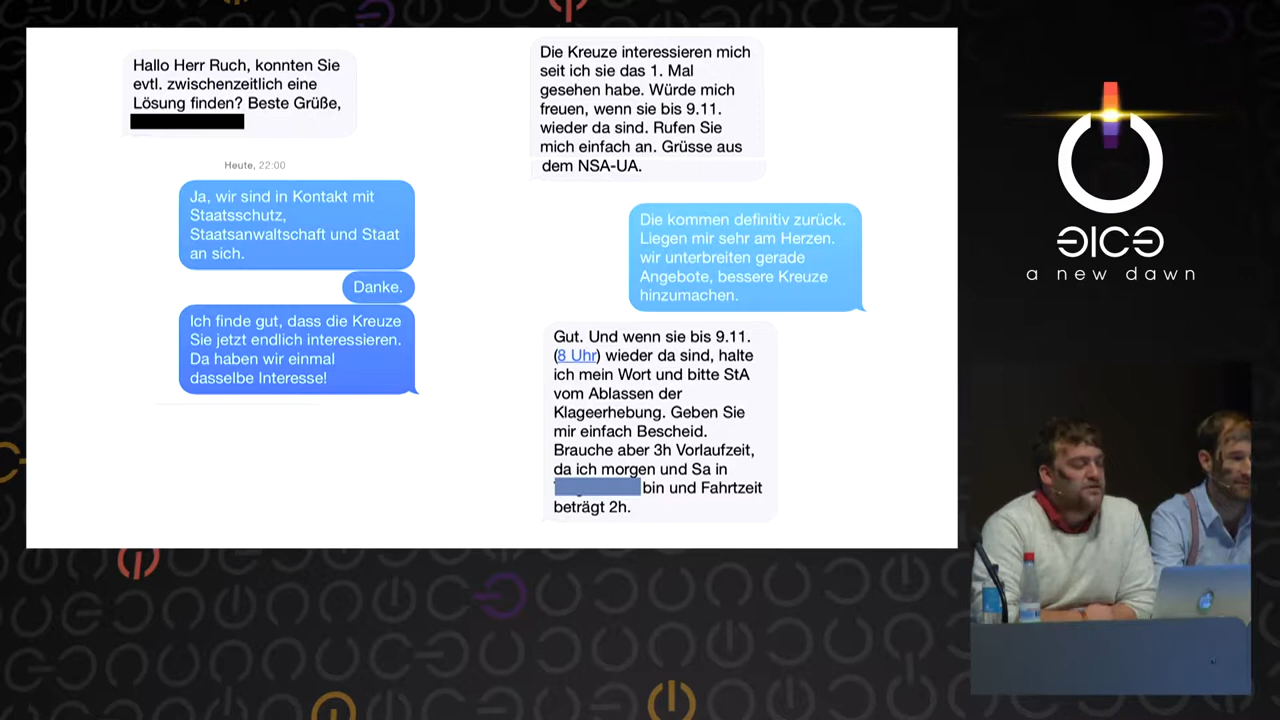 Hallo Herr Ruch, konnten Sie
evtl. zwischenzeitlich eine
Lösung finden? Beste Grüße,
Heute, 22:00
Ja, wir sind in Kontakt mit
Staatsschutz,
Staatsanwaltschaft und Staat
an sich.
Danke.
Ich finde gut, dass die Kreuze
Sie jetzt endlich interessieren.
Da haben wir einmal
dasselbe Interesse!
Die Kreuze interessieren mich
seit ich sie das 1. Mal
gesehen habe. Würde mich
freuen, wenn sie bis 9.11.
wieder da sind. Rufen Sie
mich einfach an. Grüsse aus
dem NSA-UA.
Die kommen definitiv zurück.
Liegen mir sehr am Herzen.
wir unterbreiten gerade
Angebote, bessere Kreuze
hinzumachen.
Gut. Und wenn sie bis 9.11.
(8 Uhr) wieder da sind, halte
ich mein Wort und bitte StA
vom Ablassen der
Klageerhebung. Geben Sie
mir einfach Bescheid.
Brauche aber 3h Vorlaufzeit,
da ich morgen und Sa in
bin und Fahrtzeit
beträgt 2h.
a new dawn